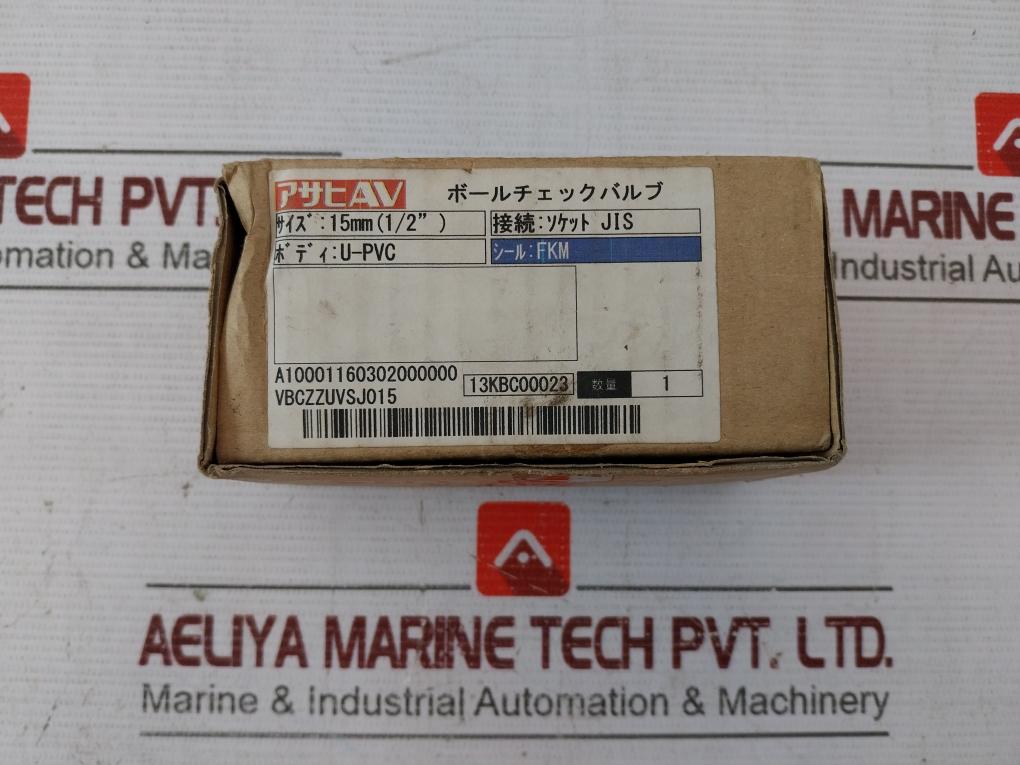 アサヒAV ボールチェックバルブ
サイズ:15mm(1/2” ) 接続:ソケット JIS
ボディ:U-PVC シール:FKM
A10001160302000000
VBCZZUVSJ015
13KBC00023 数量 1
TECH PVT.
omation & Ma
MARINE
Industrial Au
AELIYA MARINE TECH PVT. LTD.
Marine & Industrial Automation & Machinery